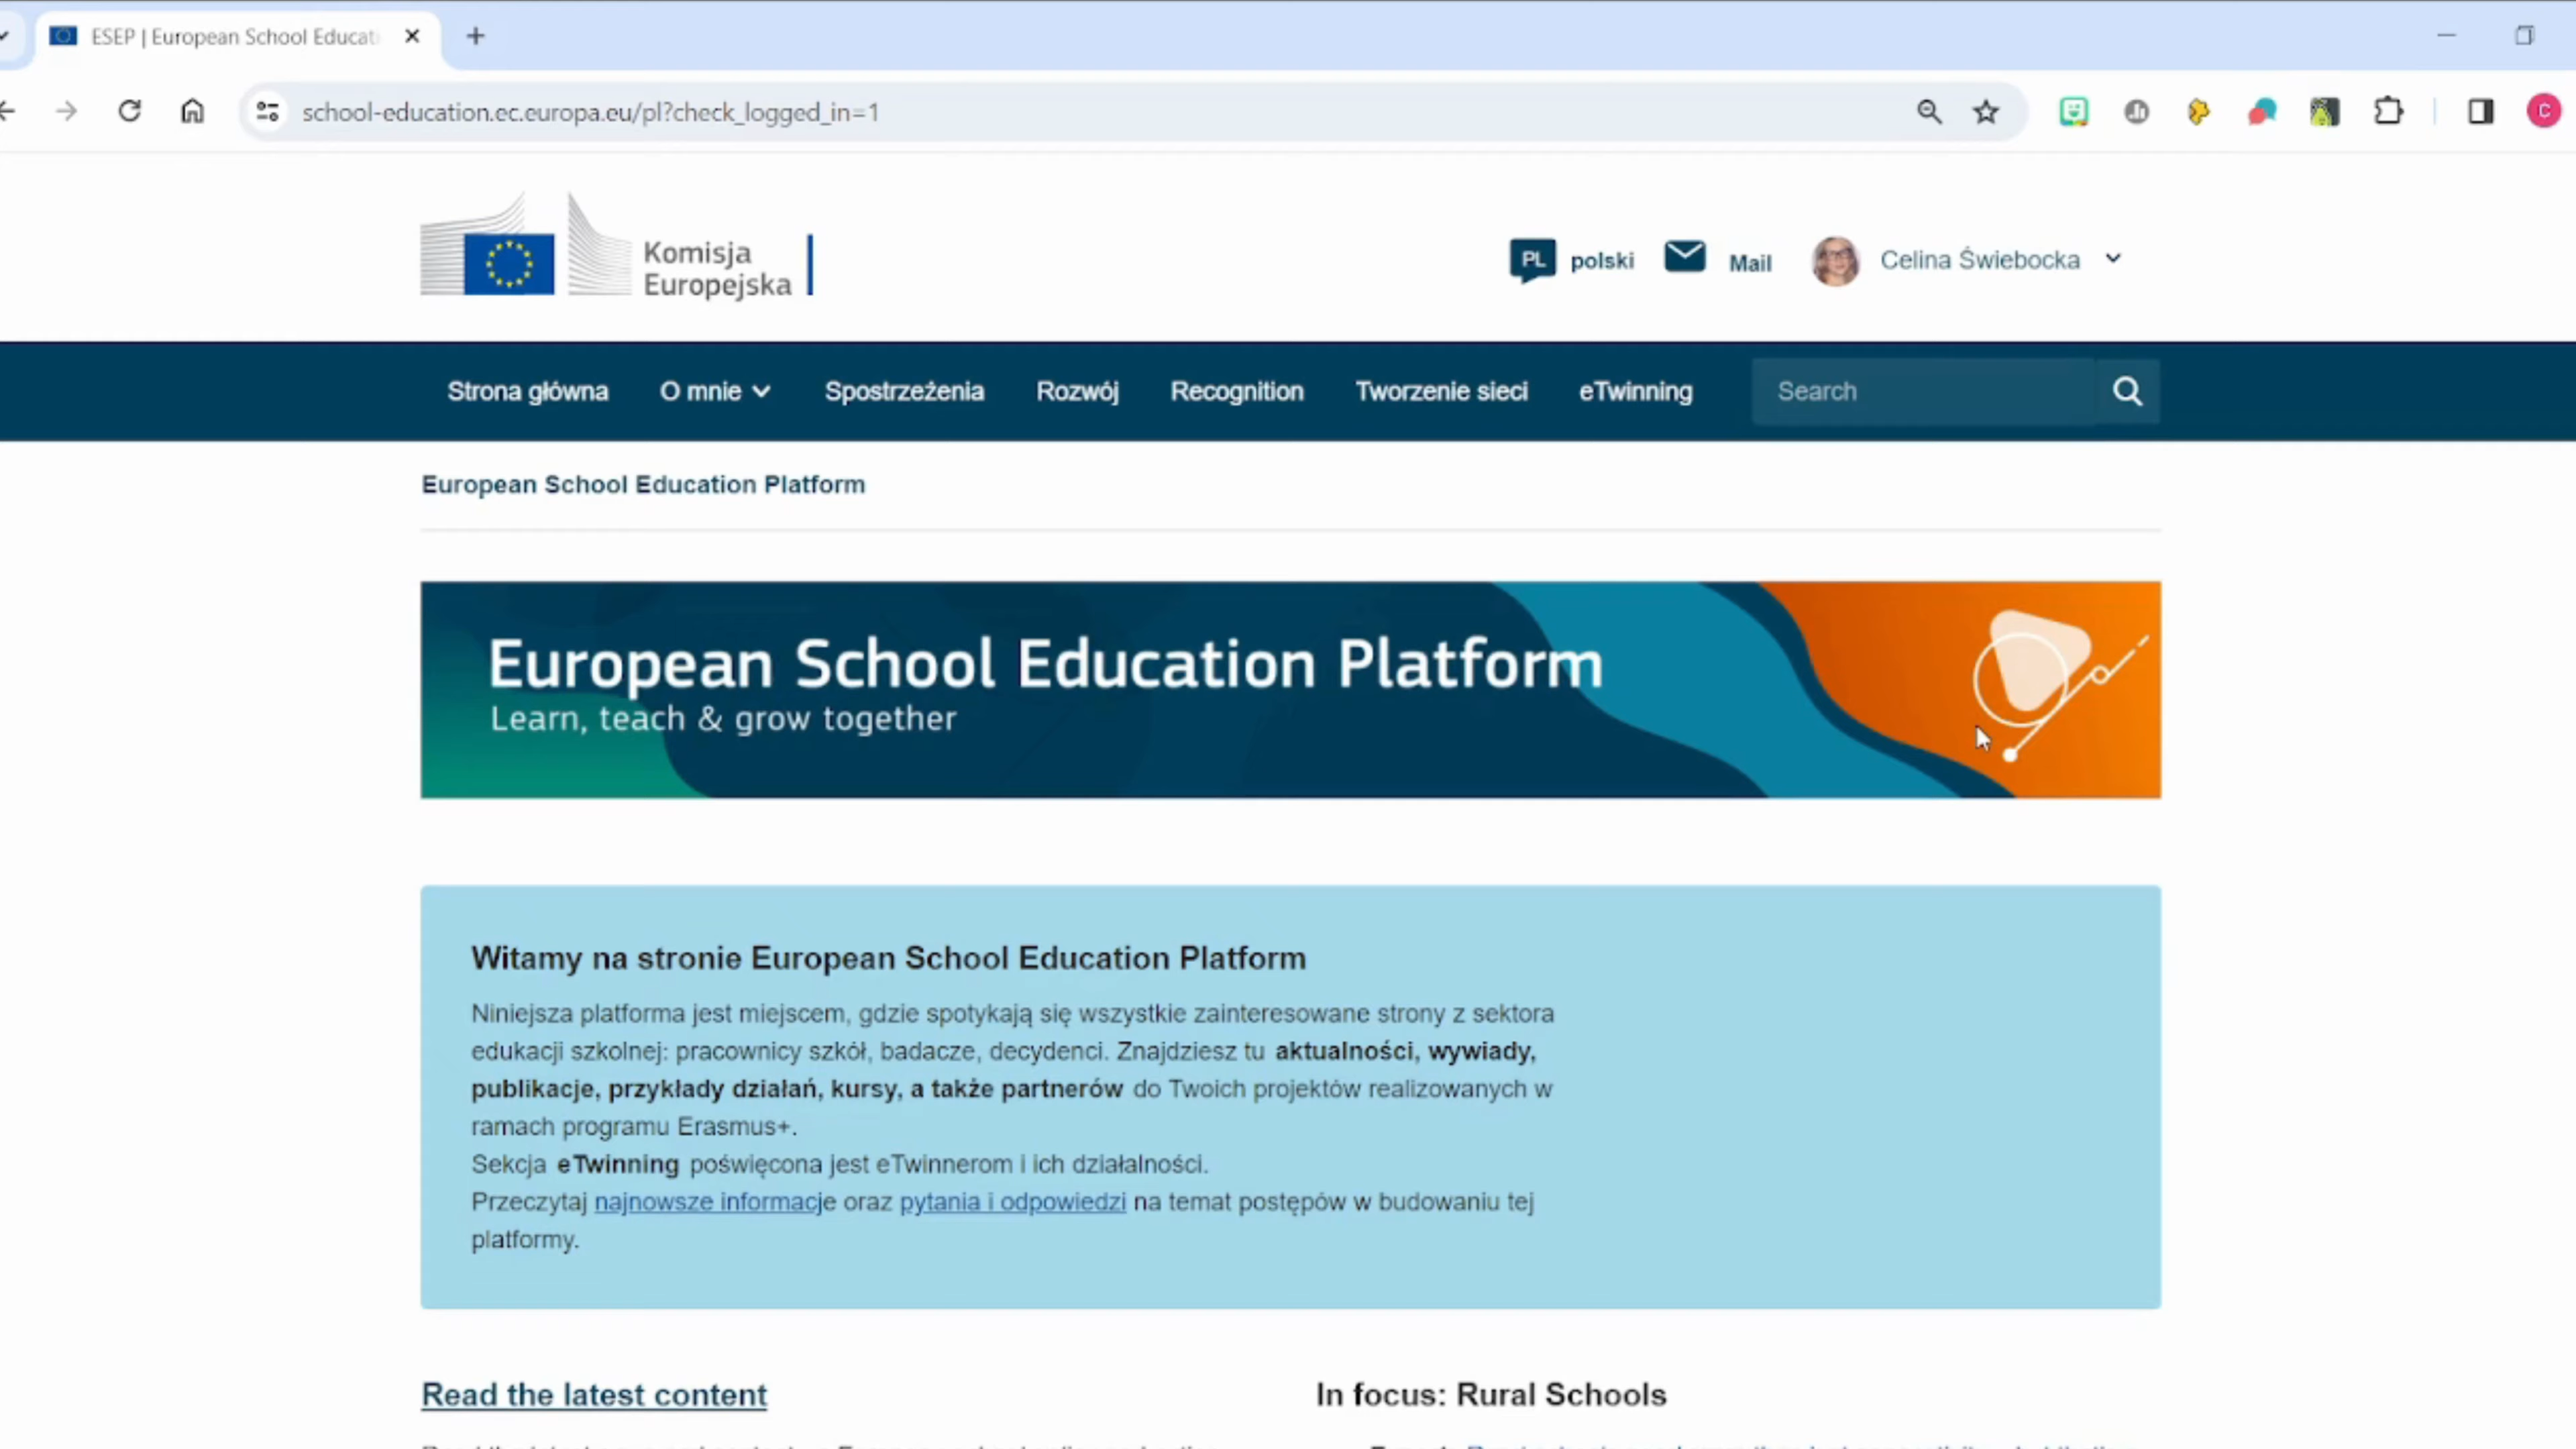 ESEP | European School Educati
school-education.ec.europa.eu/pl?check_logged_in=1
C
Komisja
Europejska
PL polski Mail Celina Świebocka
Strona główna O mnie Spostrzeżenia Rozwój Recognition Tworzenie sieci eTwinning Search
European School Education Platform
European School Education Platform
Learn, teach & grow together
Witamy na stronie European School Education Platform
Niniejsza platforma jest miejscem, gdzie spotykają się wszystkie zainteresowane strony z sektora
edukacji szkolnej: pracownicy szkół, badacze, decydenci. Znajdziesz tu aktualności, wywiady,
publikacje, przykłady działań, kursy, a także partnerów do Twoich projektów realizowanych w
ramach programu Erasmus+.
Sekcja eTwinning poświęcona jest eTwinnerom i ich działalności.
Przeczytaj najnowsze informacje oraz pytania i odpowiedzi na temat postępów w budowaniu tej
platformy.
Read the latest content
In focus: Rural Schools